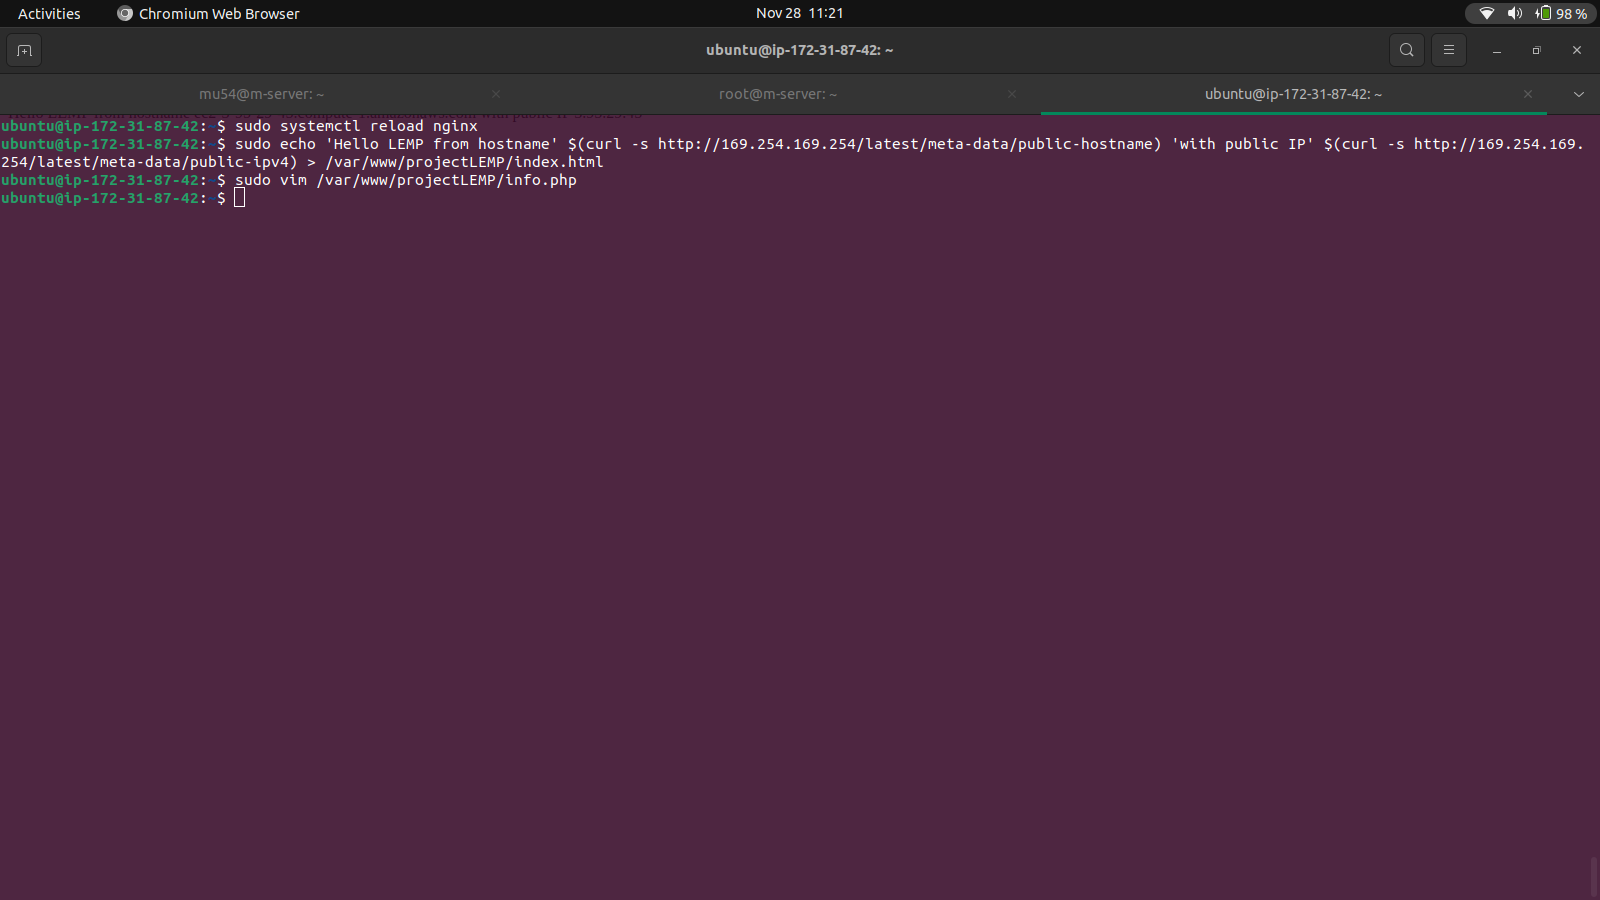 Activities Chromium Web Browser Nov 28 11:21 98 %
ubuntu@ip-172-31-87-42: ~
mu54@m-server: ~ root@m-server: ~ ubuntu@ip-172-31-87-42: ~
ubuntu@ip-172-31-87-42:~$ sudo systemctl reload nginx
ubuntu@ip-172-31-87-42:~$ sudo echo 'Hello LEMP from hostname' $(curl -s http://169.254.169.254/latest/meta-data/public-hostname) 'with public IP' $(curl -s http://169.254.169.
254/latest/meta-data/public-ipv4) > /var/www/projectLEMP/index.html
ubuntu@ip-172-31-87-42:~$ sudo vim /var/www/projectLEMP/info.php
ubuntu@ip-172-31-87-42:~$